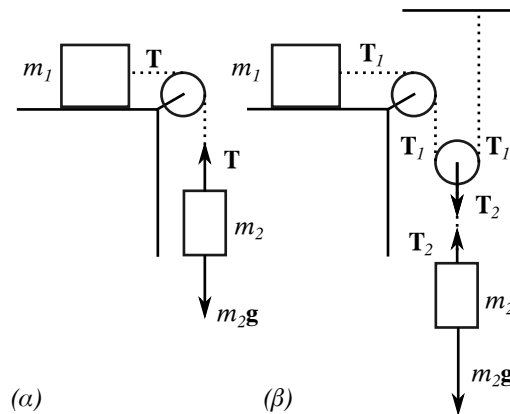 m₁ T T₁ m₁
T T₁ T₁
m₂ T₂
T₂
m₂g m₂
m₂g
(α) (β)